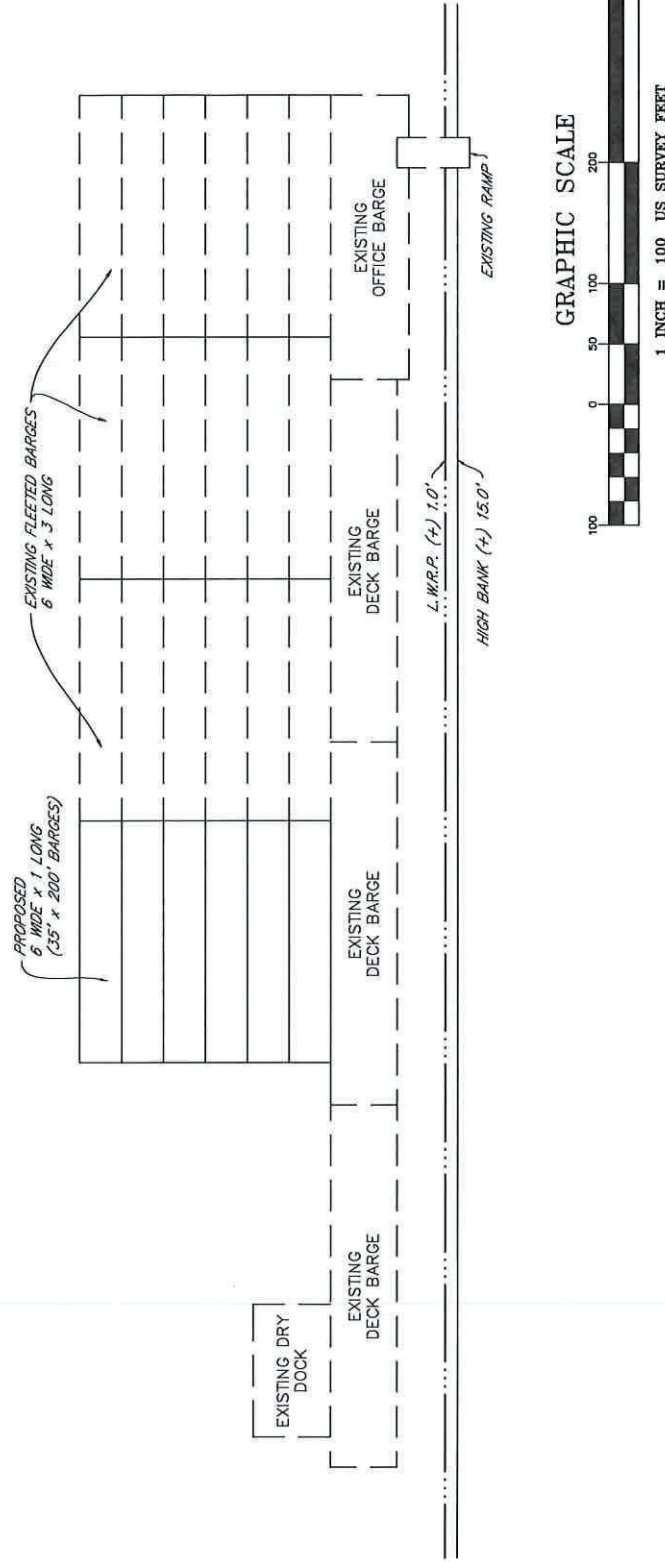 PROPOSED
6 WIDE x 1 LONG
(35' x 200' BARGES)
EXISTING FLEETED BARGES
6 WIDE x 3 LONG
EXISTING DRY
DOCK
EXISTING
DECK BARGE
EXISTING
DECK BARGE
EXISTING
DECK BARGE
EXISTING
OFFICE BARGE
L.W.R.P. (+) 1.0'
HIGH BANK (+) 15.0'
EXISTING RAMP
GRAPHIC SCALE
100 0 50 100 200
1 INCH = 100 US SURVEY FEET